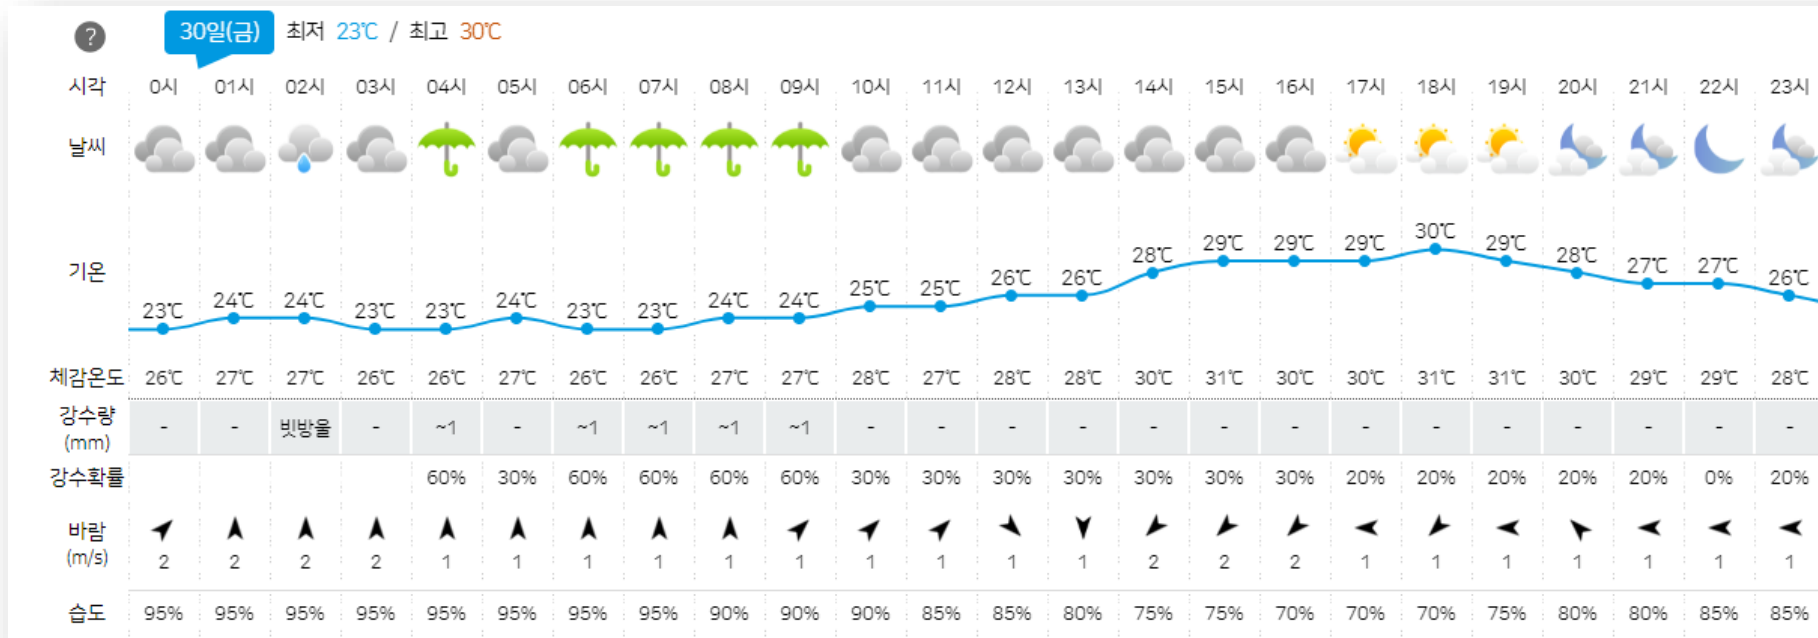 ? 30일(금) 최저 23℃ / 최고 30℃
시각 0시 01시 02시 03시 04시 05시 06시 07시 08시 09시 10시 11시 12시 13시 14시 15시 16시 17시 18시 19시 20시 21시 22시 23시
날씨
기온 23℃ 24℃ 24℃ 23℃ 23℃ 24℃ 23℃ 23℃ 24℃ 24℃ 25℃ 25℃ 26℃ 26℃ 28℃ 29℃ 29℃ 29℃ 30℃ 29℃ 28℃ 27℃ 27℃ 26℃
체감온도 26℃ 27℃ 27℃ 26℃ 26℃ 27℃ 26℃ 26℃ 27℃ 27℃ 28℃ 27℃ 28℃ 28℃ 30℃ 31℃ 30℃ 30℃ 31℃ 31℃ 30℃ 29℃ 29℃ 28℃
강수량
(mm) - - 빗방울 - ~1 - ~1 ~1 ~1 ~1 - - - - - - - - - - - - - -
강수확률 60% 30% 60% 60% 60% 60% 30% 30% 30% 30% 30% 30% 30% 20% 20% 20% 20% 20% 0% 20%
바람
(m/s) 2 2 2 2 1 1 1 1 1 1 1 1 1 1 2 2 2 1 1 1 1 1 1 1
습도 95% 95% 95% 95% 95% 95% 95% 95% 90% 90% 90% 85% 85% 80% 75% 75% 70% 70% 70% 75% 80% 80% 85% 85%